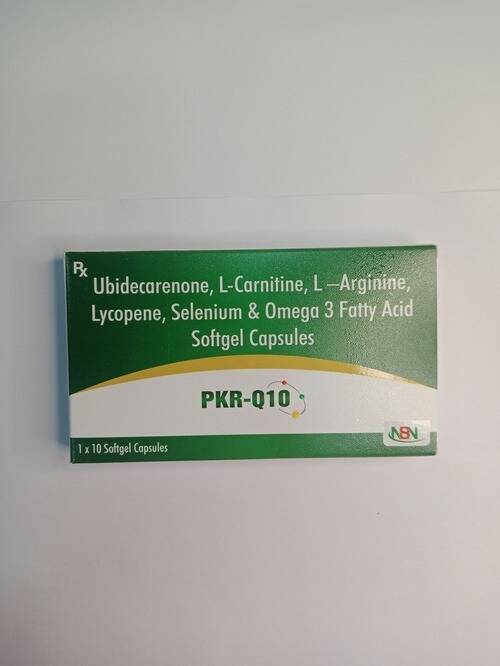 Rx
Ubidecarenone, L-Carnitine, L –Arginine,
Lycopene, Selenium & Omega 3 Fatty Acid
Softgel Capsules
PKR-Q10
NBN
1 x 10 Softgel Capsules